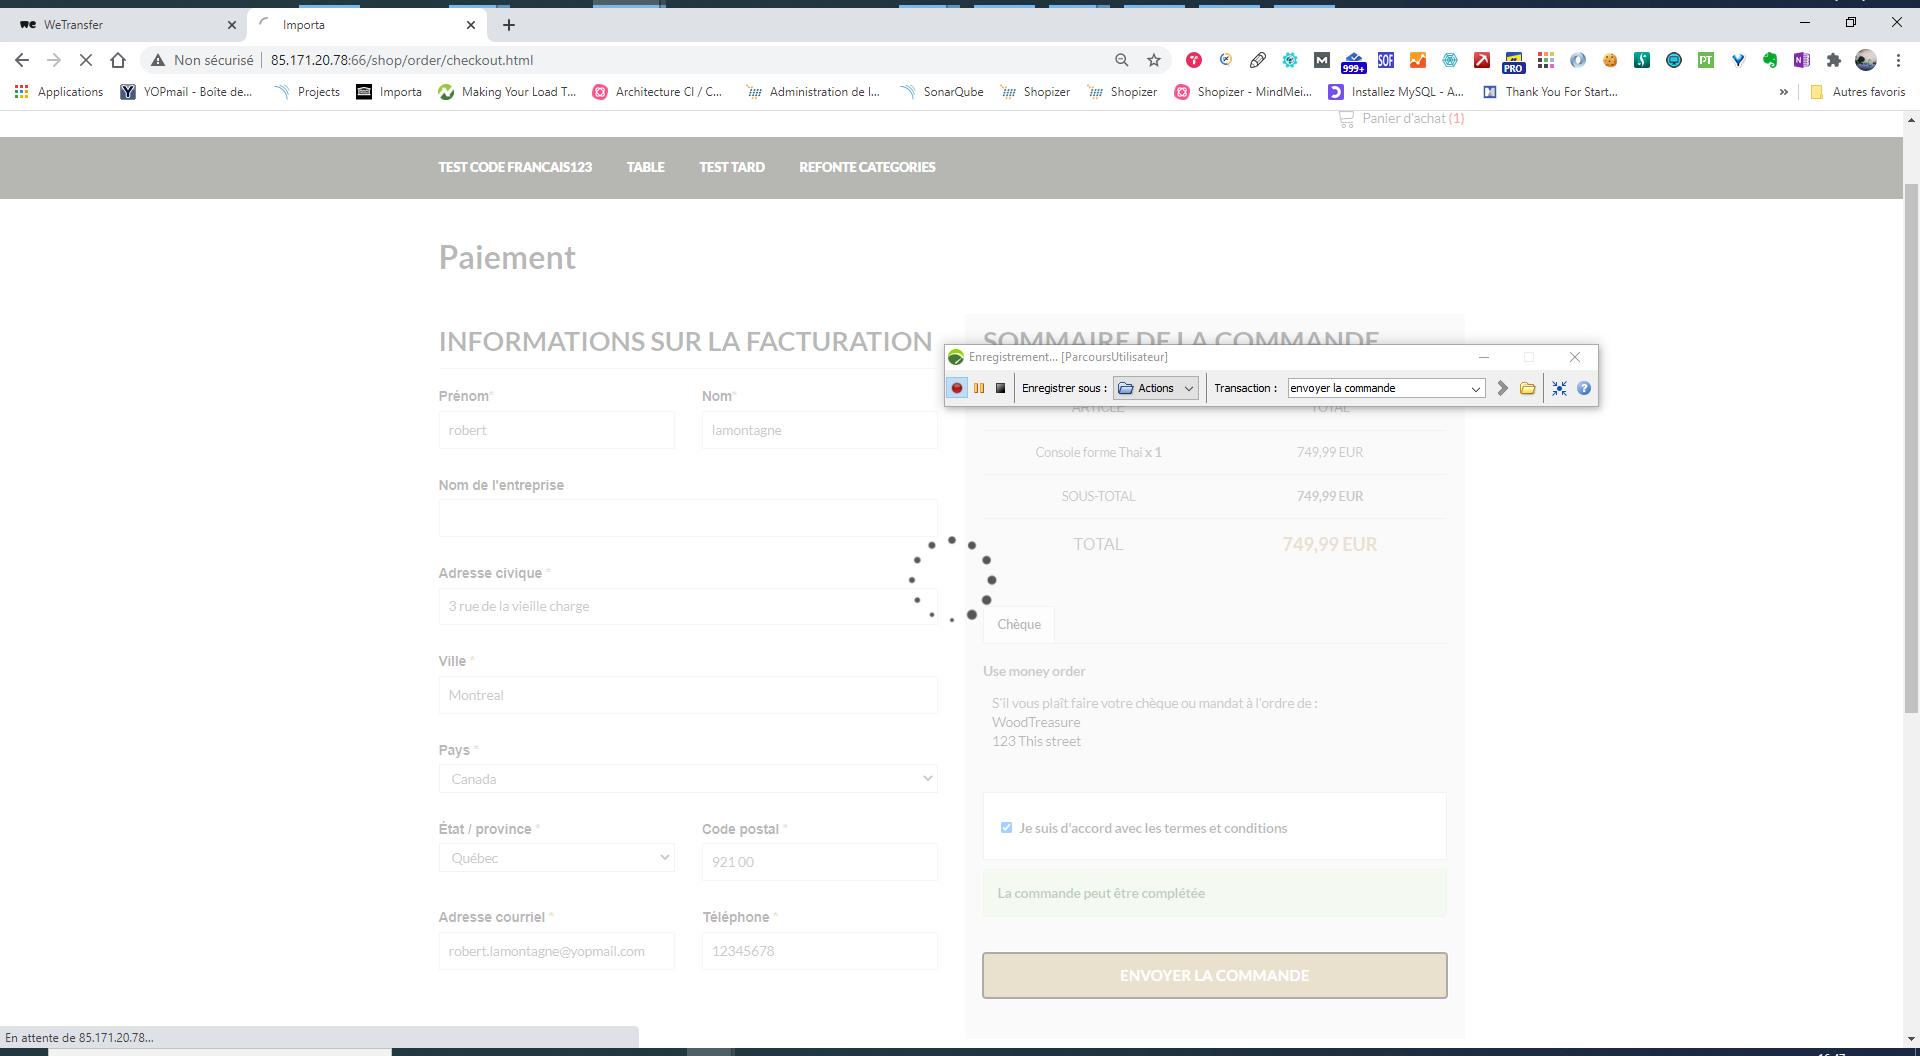 WeTransfer
Importa
Non sécurisé
85.171.20.78:66/shop/order/checkout.html
999+
SOF
PRO
PT
Applications
YOPmail - Boîte de...
Projects
Importa
Making Your Load T...
Architecture CI / C...
Administration de l...
SonarQube
Shopizer
Shopizer
Shopizer - MindMei...
Installez MySQL - A...
Thank You For Start...
»
Autres favoris
Panier d'achat (1)
TEST CODE FRANCAIS123
TABLE
TEST TARD
REFONTE CATEGORIES
Paiement
INFORMATIONS SUR LA FACTURATION
SOMMAIRE DE LA COMMANDE
Enregistrement... [ParcoursUtilisateur]
Enregistrer sous :
Actions
Transaction :
envoyer la commande
Prénom*
Nom*
robert
lamontagne
ARTICLE
TOTAL
Console forme Thai x 1
749,99 EUR
SOUS-TOTAL
749,99 EUR
TOTAL
749,99 EUR
Nom de l'entreprise
Adresse civique *
3 rue de la vieille charge
Chèque
Ville *
Montreal
Use money order
S'il vous plaît faire votre chèque ou mandat à l'ordre de :
WoodTreasure
123 This street
Pays *
Canada
État / province *
Code postal *
Québec
921 00
Je suis d'accord avec les termes et conditions
La commande peut être complétée
Adresse courriel *
Téléphone *
robert.lamontagne@yopmail.com
12345678
ENVOYER LA COMMANDE
En attente de 85.171.20.78...